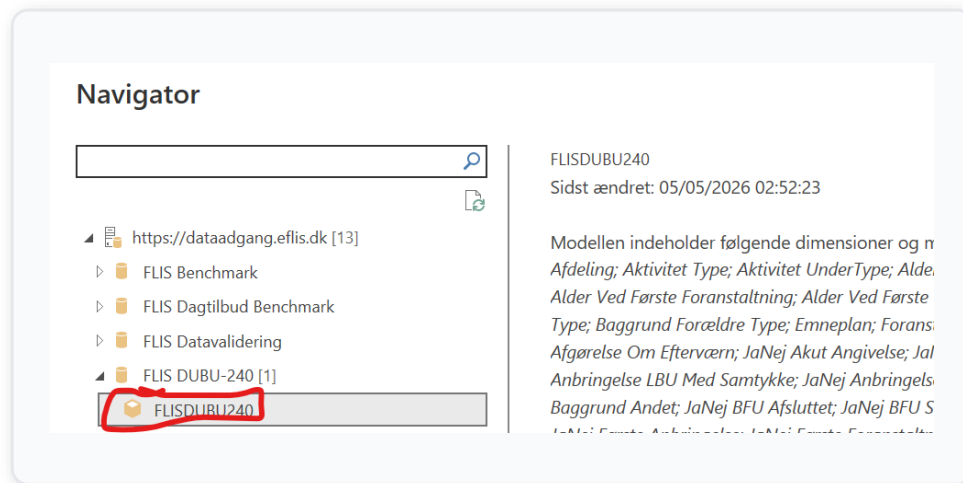 Navigator
https://dataadgang.eflis.dk [13]
FLIS Benchmark
FLIS Dagtilbud Benchmark
FLIS Datavalidering
FLIS DUBU-240 [1]
FLISDUBU240
FLISDUBU240
Sidst ændret: 05/05/2026 02:52:23
Modellen indeholder følgende dimensioner og
Afdeling; Aktivitet Type; Aktivitet UnderType;
Alder Ved Første Foranstaltning; Alder Ved Første
Type; Baggrund Forældre Type; Emneplan;
Afgørelse Om Efterværn; JaNej Akut Angivelse;
Anbringelse LBU Med Samtykke; JaNej
Baggrund Andet; JaNej BFU Afsluttet; JaNej BFU